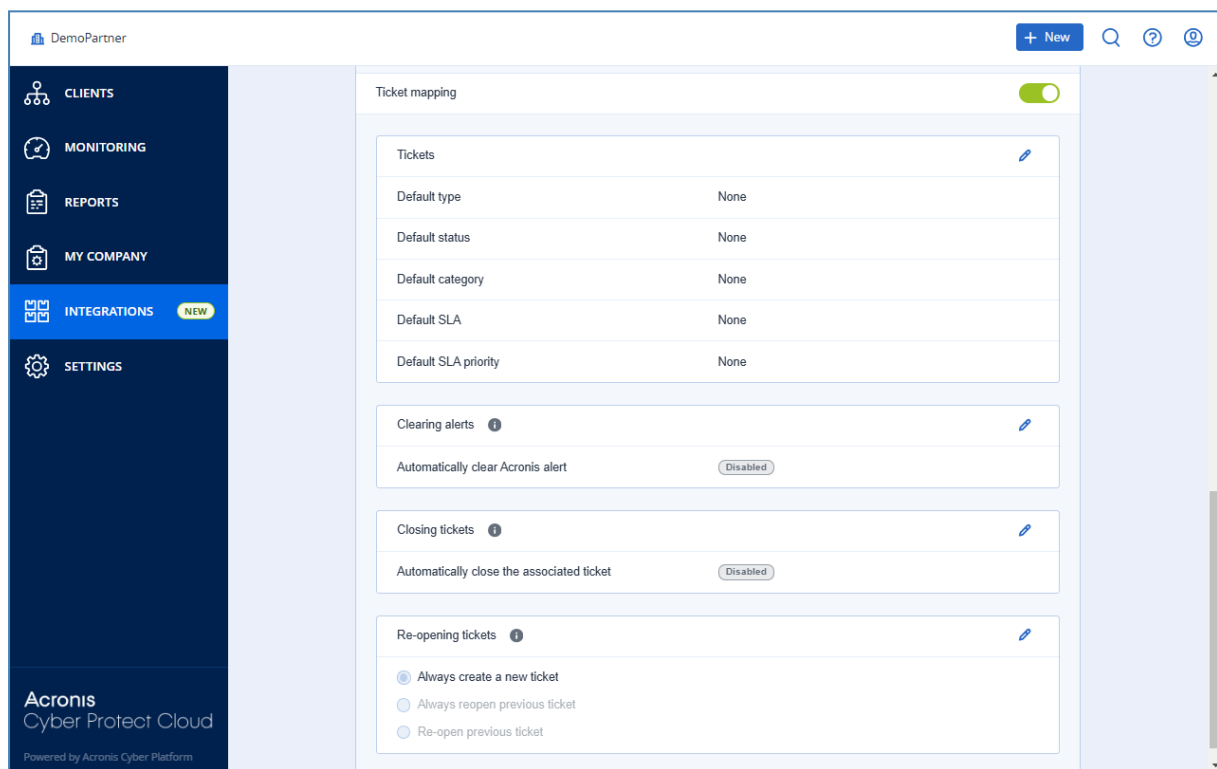 DemoPartner
+ New
CLIENTS
MONITORING
REPORTS
MY COMPANY
INTEGRATIONS NEW
SETTINGS
Acronis
Cyber Protect Cloud
Powered by Acronis Cyber Platform
Ticket mapping
Tickets
Default type None
Default status None
Default category None
Default SLA None
Default SLA priority None
Clearing alerts
Automatically clear Acronis alert Disabled
Closing tickets
Automatically close the associated ticket Disabled
Re-opening tickets
Always create a new ticket
Always reopen previous ticket
Re-open previous ticket